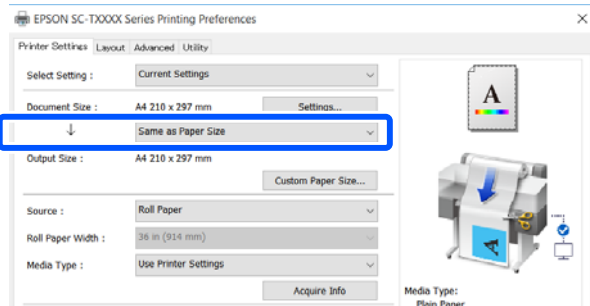 EPSON SC-TXXXX Series Printing Preferences
Printer Settings Layout Advanced Utility
Select Setting : Current Settings
Document Size : A4 210 x 297 mm Settings...
↓ Same as Paper Size
Output Size : A4 210 x 297 mm
Custom Paper Size...
Source : Roll Paper
Roll Paper Width : 36 in (914 mm)
Media Type : Use Printer Settings
Acquire Info
A
A
Media Type:
Plain Paper